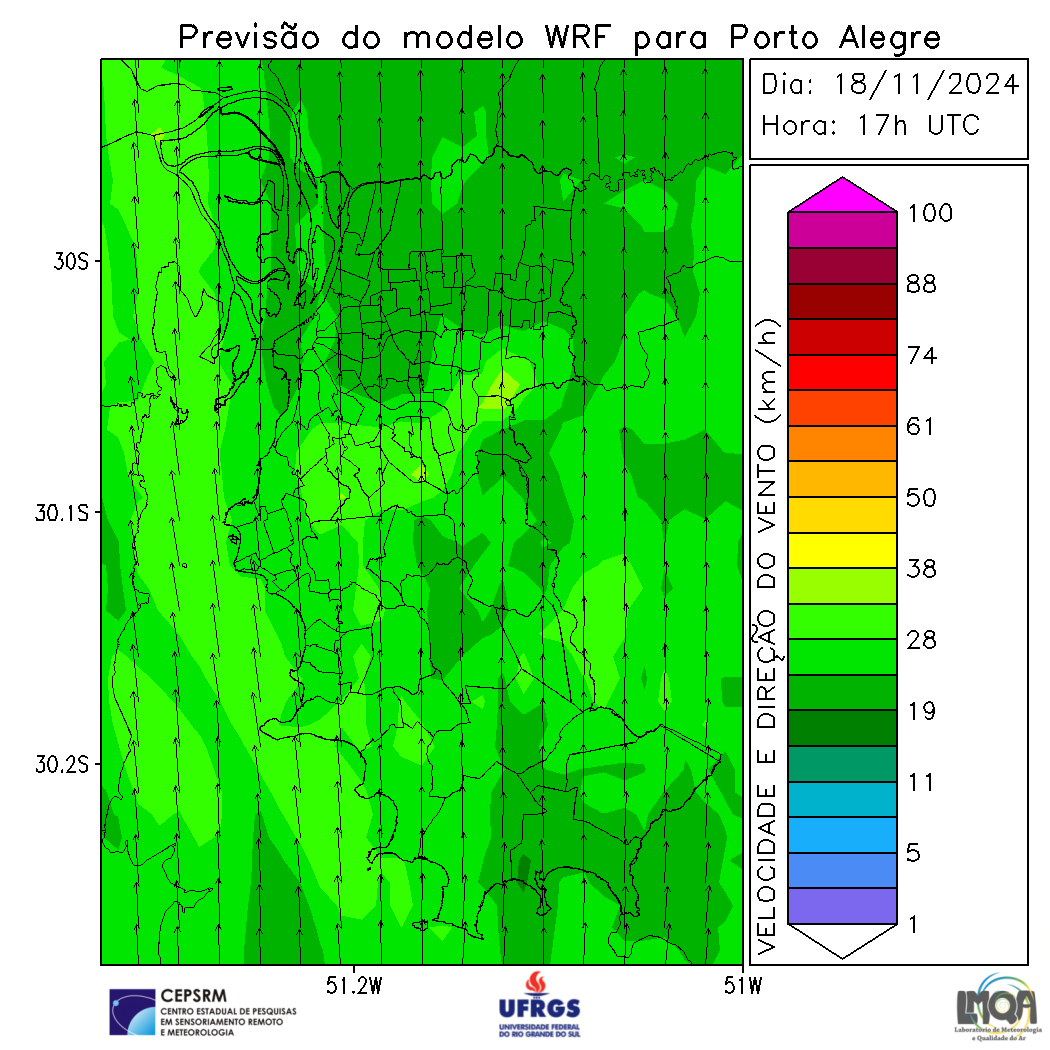 Previsão do modelo WRF para Porto Alegre
Dia: 18/11/2024
Hora: 17h UTC
30S
30.1S
30.2S
51.2W
51W
VELOCIDADE E DIREÇÃO DO VENTO (km/h)
100
88
74
61
50
38
28
19
11
5
1
CEPSRM
CENTRO ESTADUAL DE PESQUISAS
EM SENSORIAMENTO REMOTO
E METEOROLOGIA
UFRGS
UNIVERSIDADE FEDERAL
DO RIO GRANDE DO SUL
LMQA
Laboratório de Meteorologia
e Qualidade do Ar